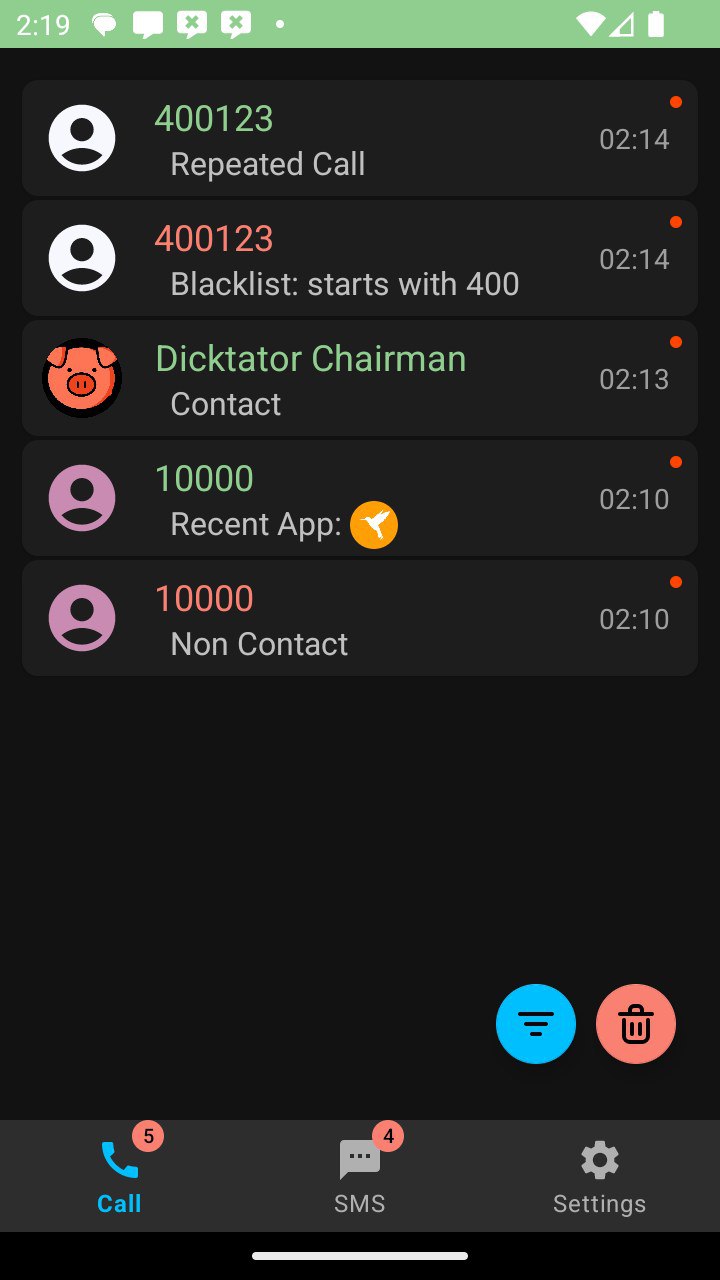 2:19
400123
Repeated Call
02:14
400123
Blacklist: starts with 400
02:14
Dicktator Chairman
Contact
02:13
10000
Recent App:
02:10
10000
Non Contact
02:10
5
4
Call
SMS
Settings